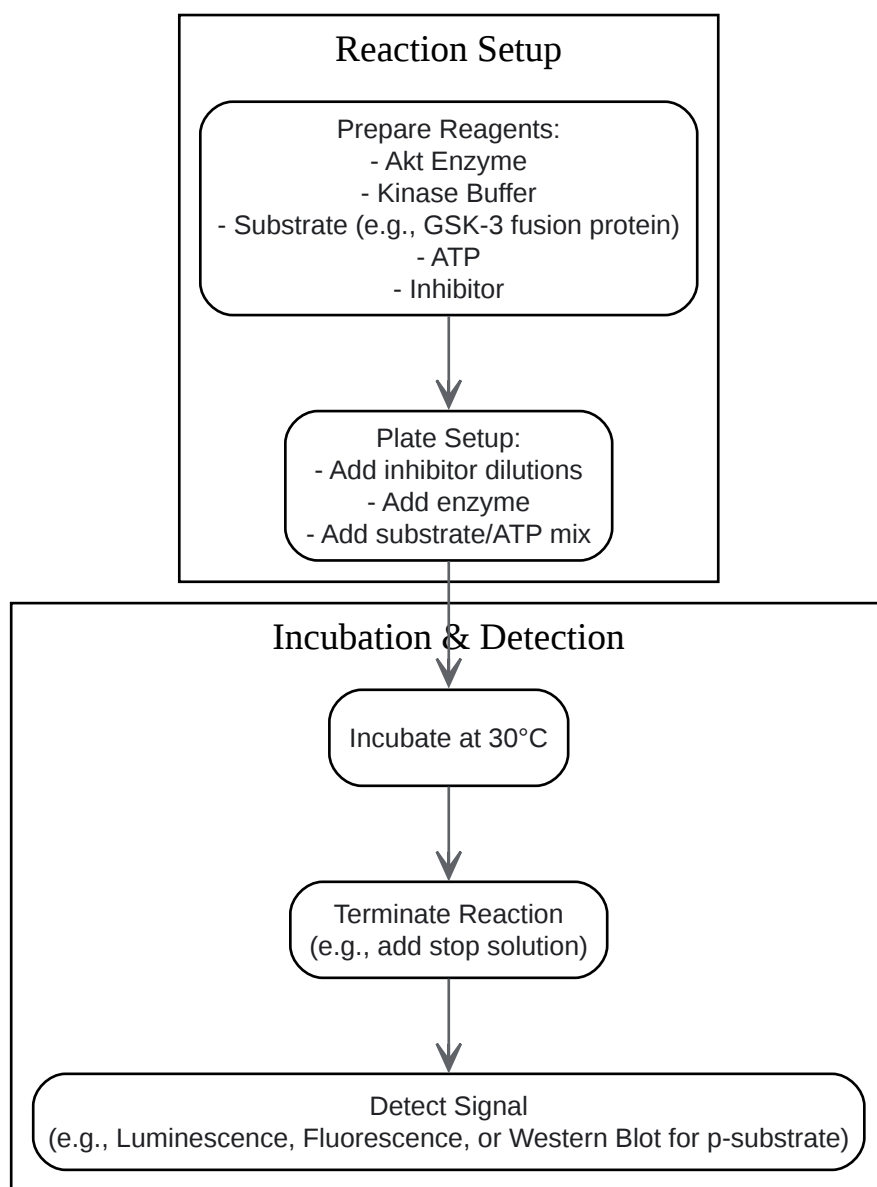 Reaction Setup
Prepare Reagents:
- Akt Enzyme
- Kinase Buffer
- Substrate (e.g., GSK-3 fusion protein)
- ATP
- Inhibitor
Plate Setup:
- Add inhibitor dilutions
- Add enzyme
- Add substrate/ATP mix
Incubation & Detection
Incubate at 30°C
Terminate Reaction
(e.g., add stop solution)
Detect Signal
(e.g., Luminescence, Fluorescence, or Western Blot for p-substrate)